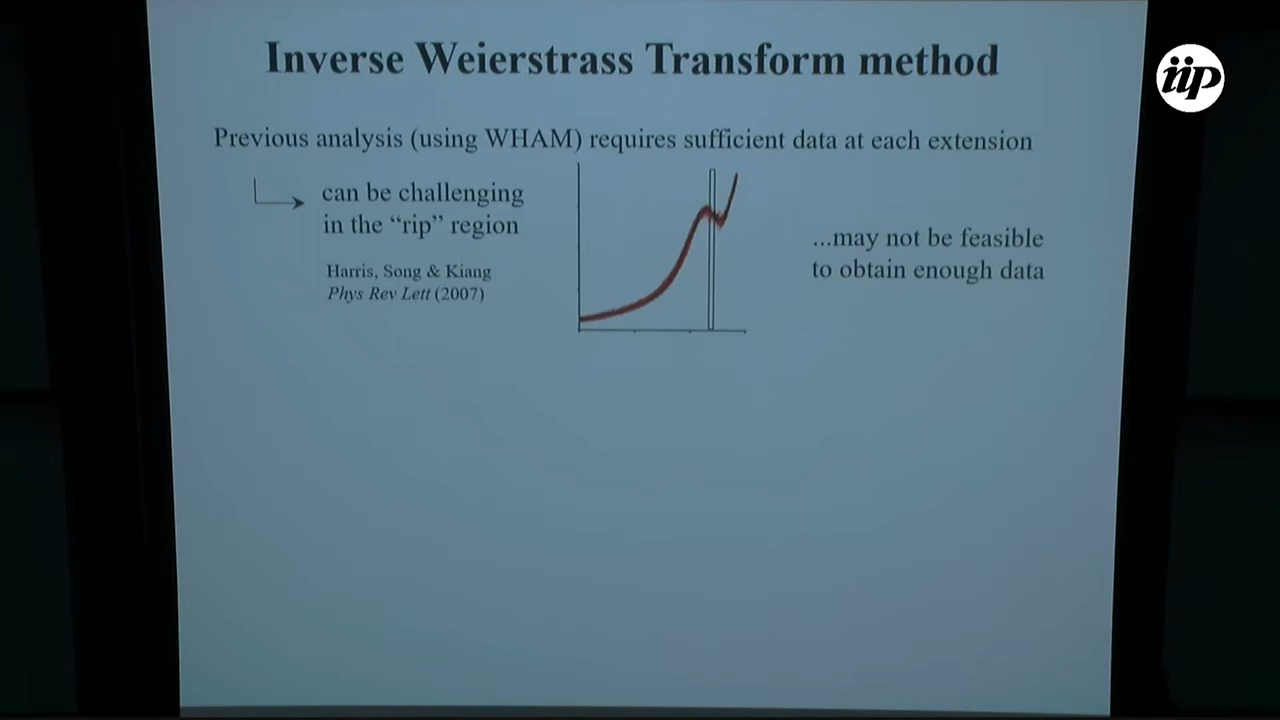 Inverse Weierstrass Transform method
iip
Previous analysis (using WHAM) requires sufficient data at each extension
can be challenging
in the “rip” region
Harris, Song & Kiang
Phys Rev Lett (2007)
...may not be feasible
to obtain enough data